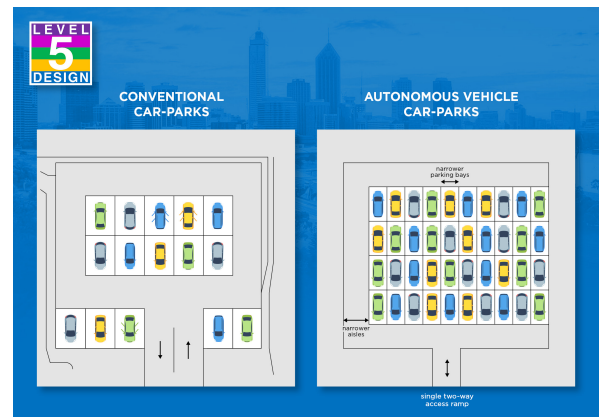 LEVEL
5
DESIGN
CONVENTIONAL
CAR-PARKS
AUTONOMOUS VEHICLE
CAR-PARKS
narrower
parking bays
narrower
aisles
single two-way
access ramp